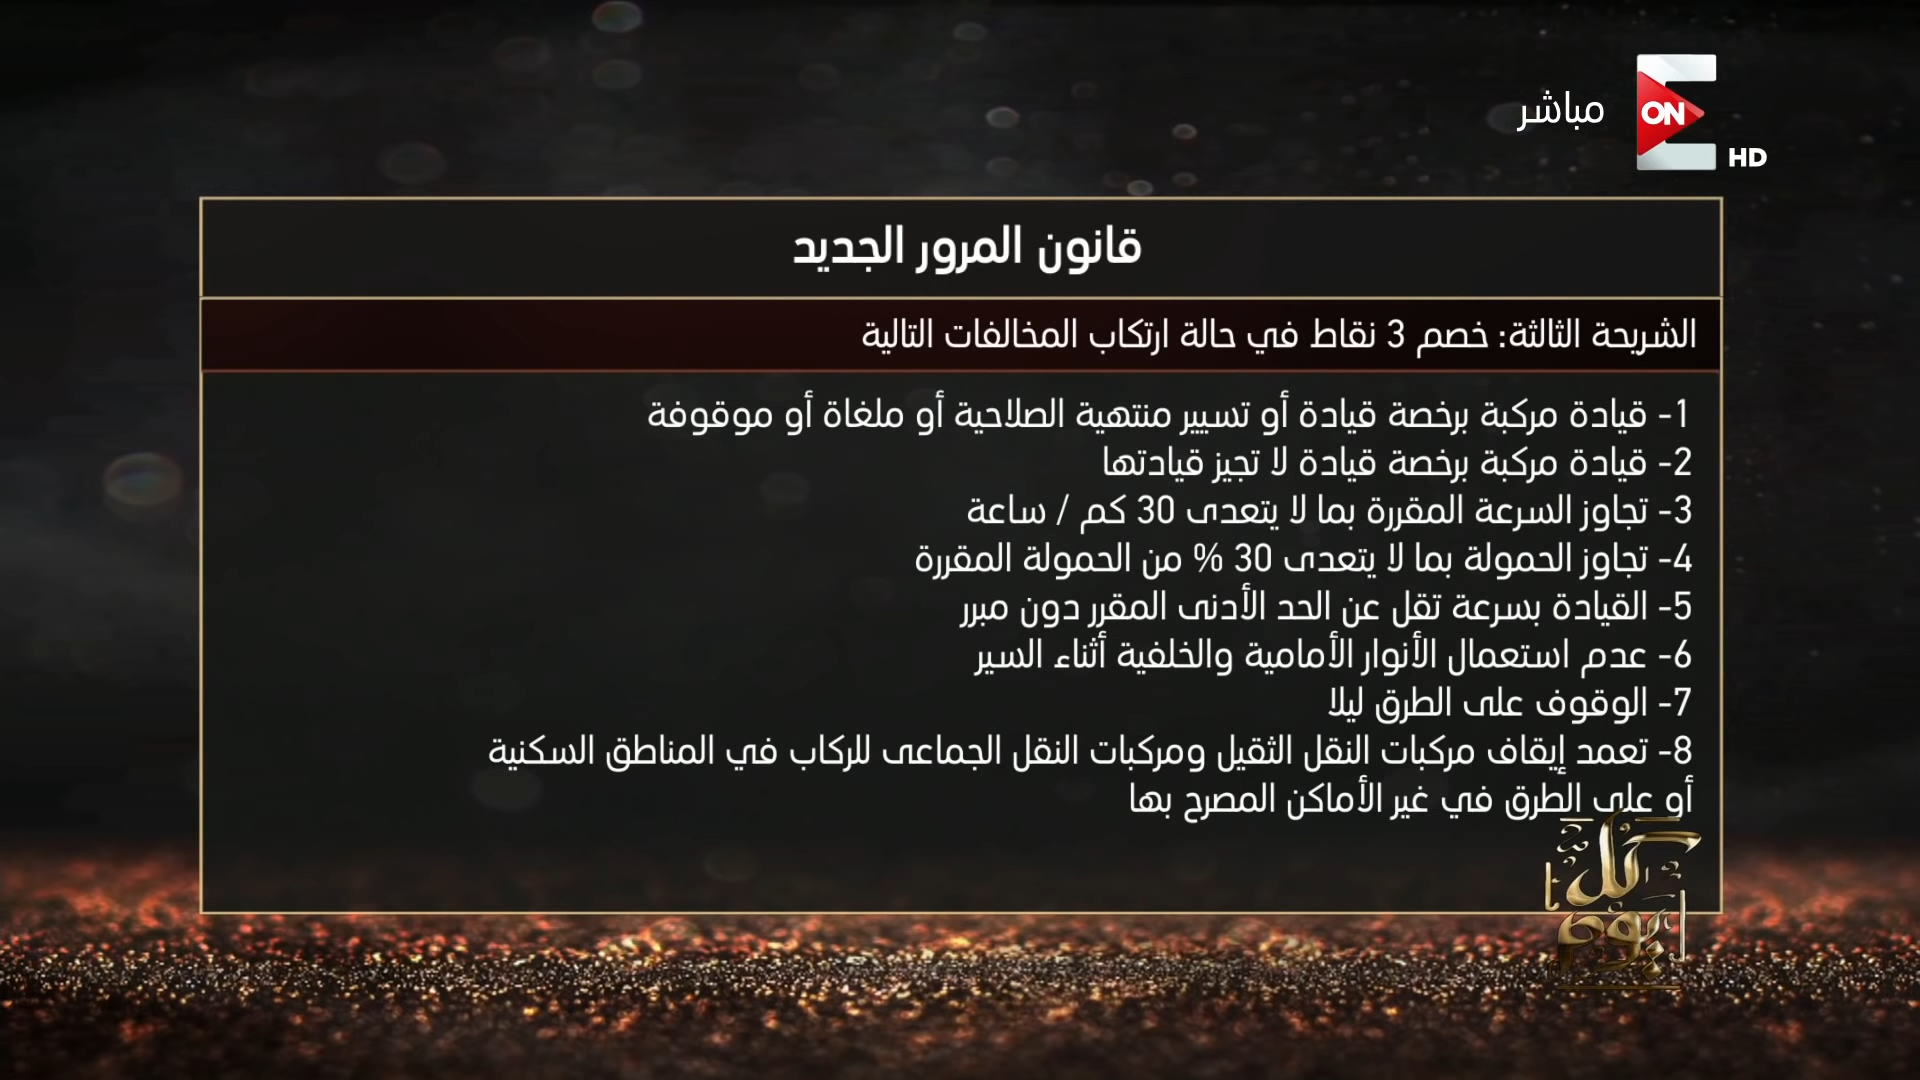 مباشر
ON
HD
قانون المرور الجديد
الشريحة الثالثة: خصم 3 نقاط في حالة ارتكاب المخالفات التالية
1- قيادة مركبة برخصة قيادة أو تسيير منتهية الصلاحية أو ملغاة أو موقوفة
2- قيادة مركبة برخصة قيادة لا تجيز قيادتها
3- تجاوز السرعة المقررة بما لا يتعدى 30 كم / ساعة
4- تجاوز الحمولة بما لا يتعدى 30 % من الحمولة المقررة
5- القيادة بسرعة تقل عن الحد الأدنى المقرر دون مبرر
6- عدم استعمال الأنوار الأمامية والخلفية أثناء السير
7- الوقوف على الطرق ليلا
8- تعمد إيقاف مركبات النقل الثقيل ومركبات النقل الجماعى للركاب في المناطق السكنية
أو على الطرق في غير الأماكن المصرح بها
كل
يوم